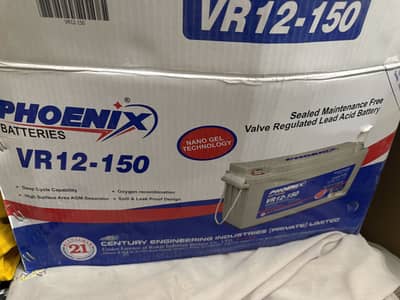 VR12-150
VR12-150
PHOENIX
BATTERIES
VR12-150
NANO GEL
TECHNOLOGY
Sealed Maintenance Free
Valve Regulated Lead Acid Battery
• Deep Cycle Capability
• High Surface Area AGM Separator
• Oxygen recombination
• Spill & Leak Proof Design
PHOENIX
VR12-150
21
CENTURY ENGINEERING INDUSTRIES (PRIVATE) LIMITED